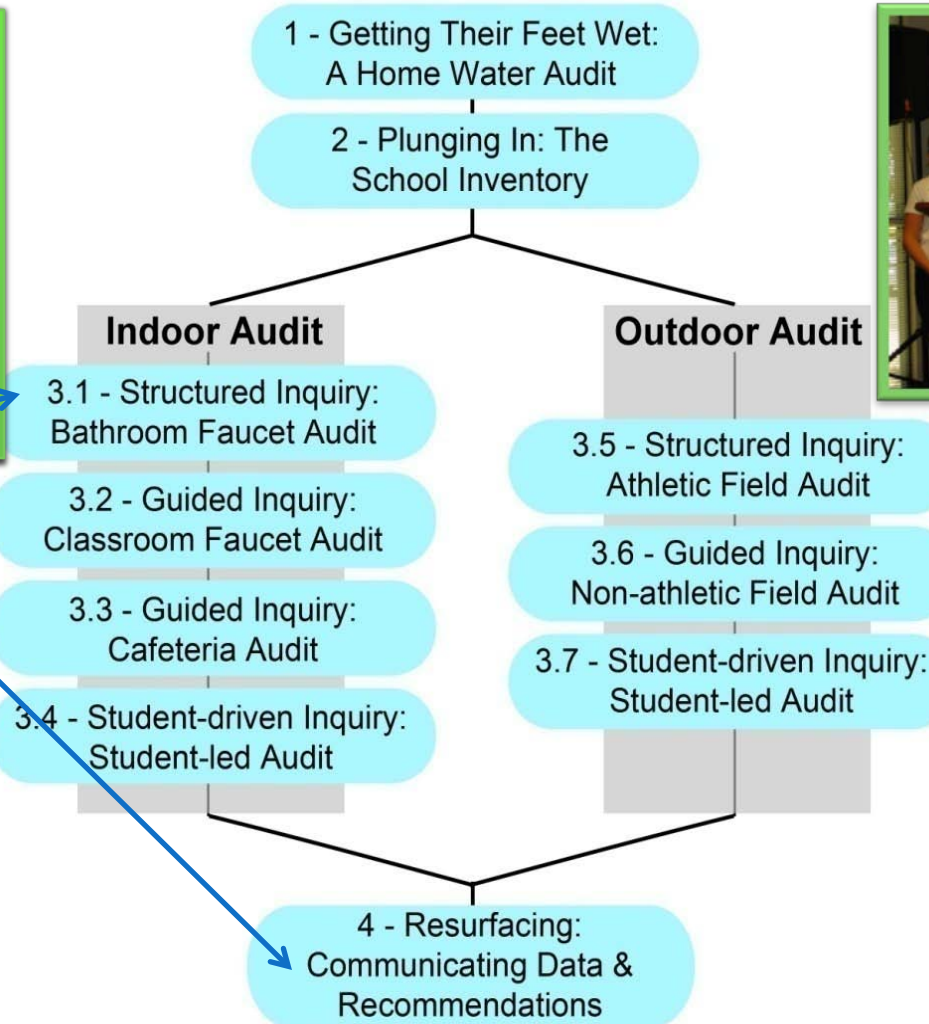 1 - Getting Their Feet Wet:
A Home Water Audit
2 - Plunging In: The
School Inventory
Indoor Audit
3.1 - Structured Inquiry:
Bathroom Faucet Audit
3.2 - Guided Inquiry:
Classroom Faucet Audit
3.3 - Guided Inquiry:
Cafeteria Audit
3.4 - Student-driven Inquiry:
Student-led Audit
Outdoor Audit
3.5 - Structured Inquiry:
Athletic Field Audit
3.6 - Guided Inquiry:
Non-athletic Field Audit
3.7 - Student-driven Inquiry:
Student-led Audit
4 - Resurfacing:
Communicating Data &
Recommendations